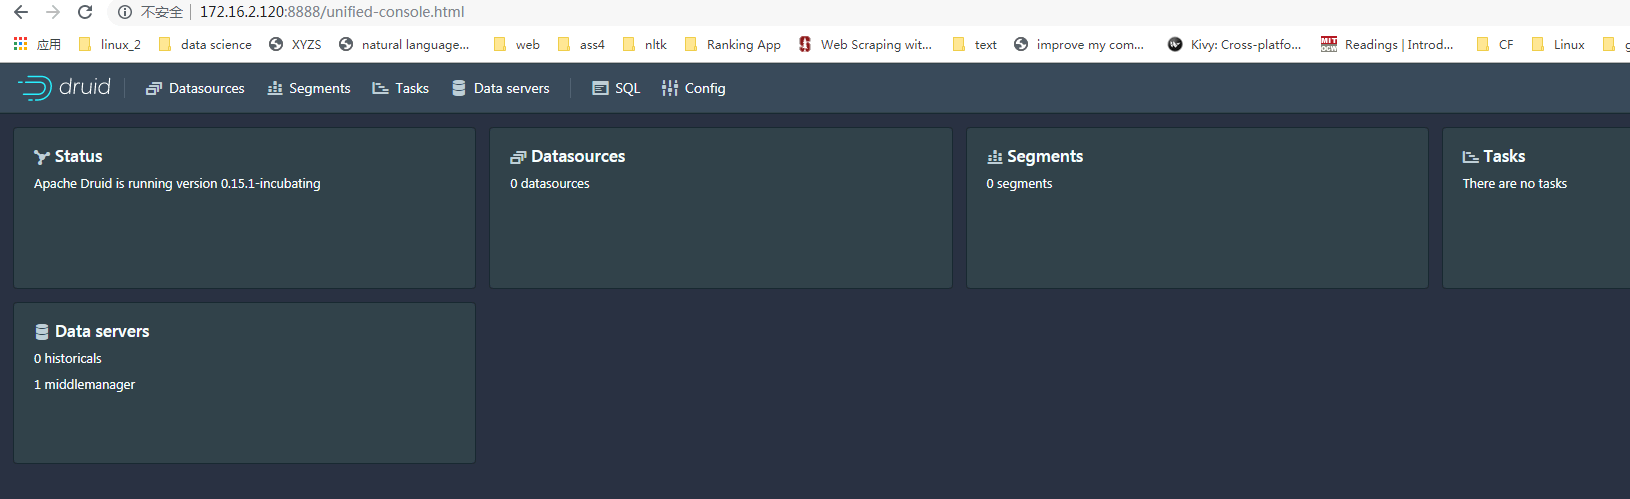 不安全 172.16.2.120:8888/unified-console.html
应用 linux_2 data science XYZS natural language... web ass4 nltk Ranking App Web Scraping wit... text improve my com... Kivy: Cross-platfo... MIT OCW Readings | Introd... CF Linux g
druid Datasources Segments Tasks Data servers SQL Config
Status
Apache Druid is running version 0.15.1-incubating
Datasources
0 datasources
Segments
0 segments
Tasks
There are no tasks
Data servers
0 historicals
1 middlemanager